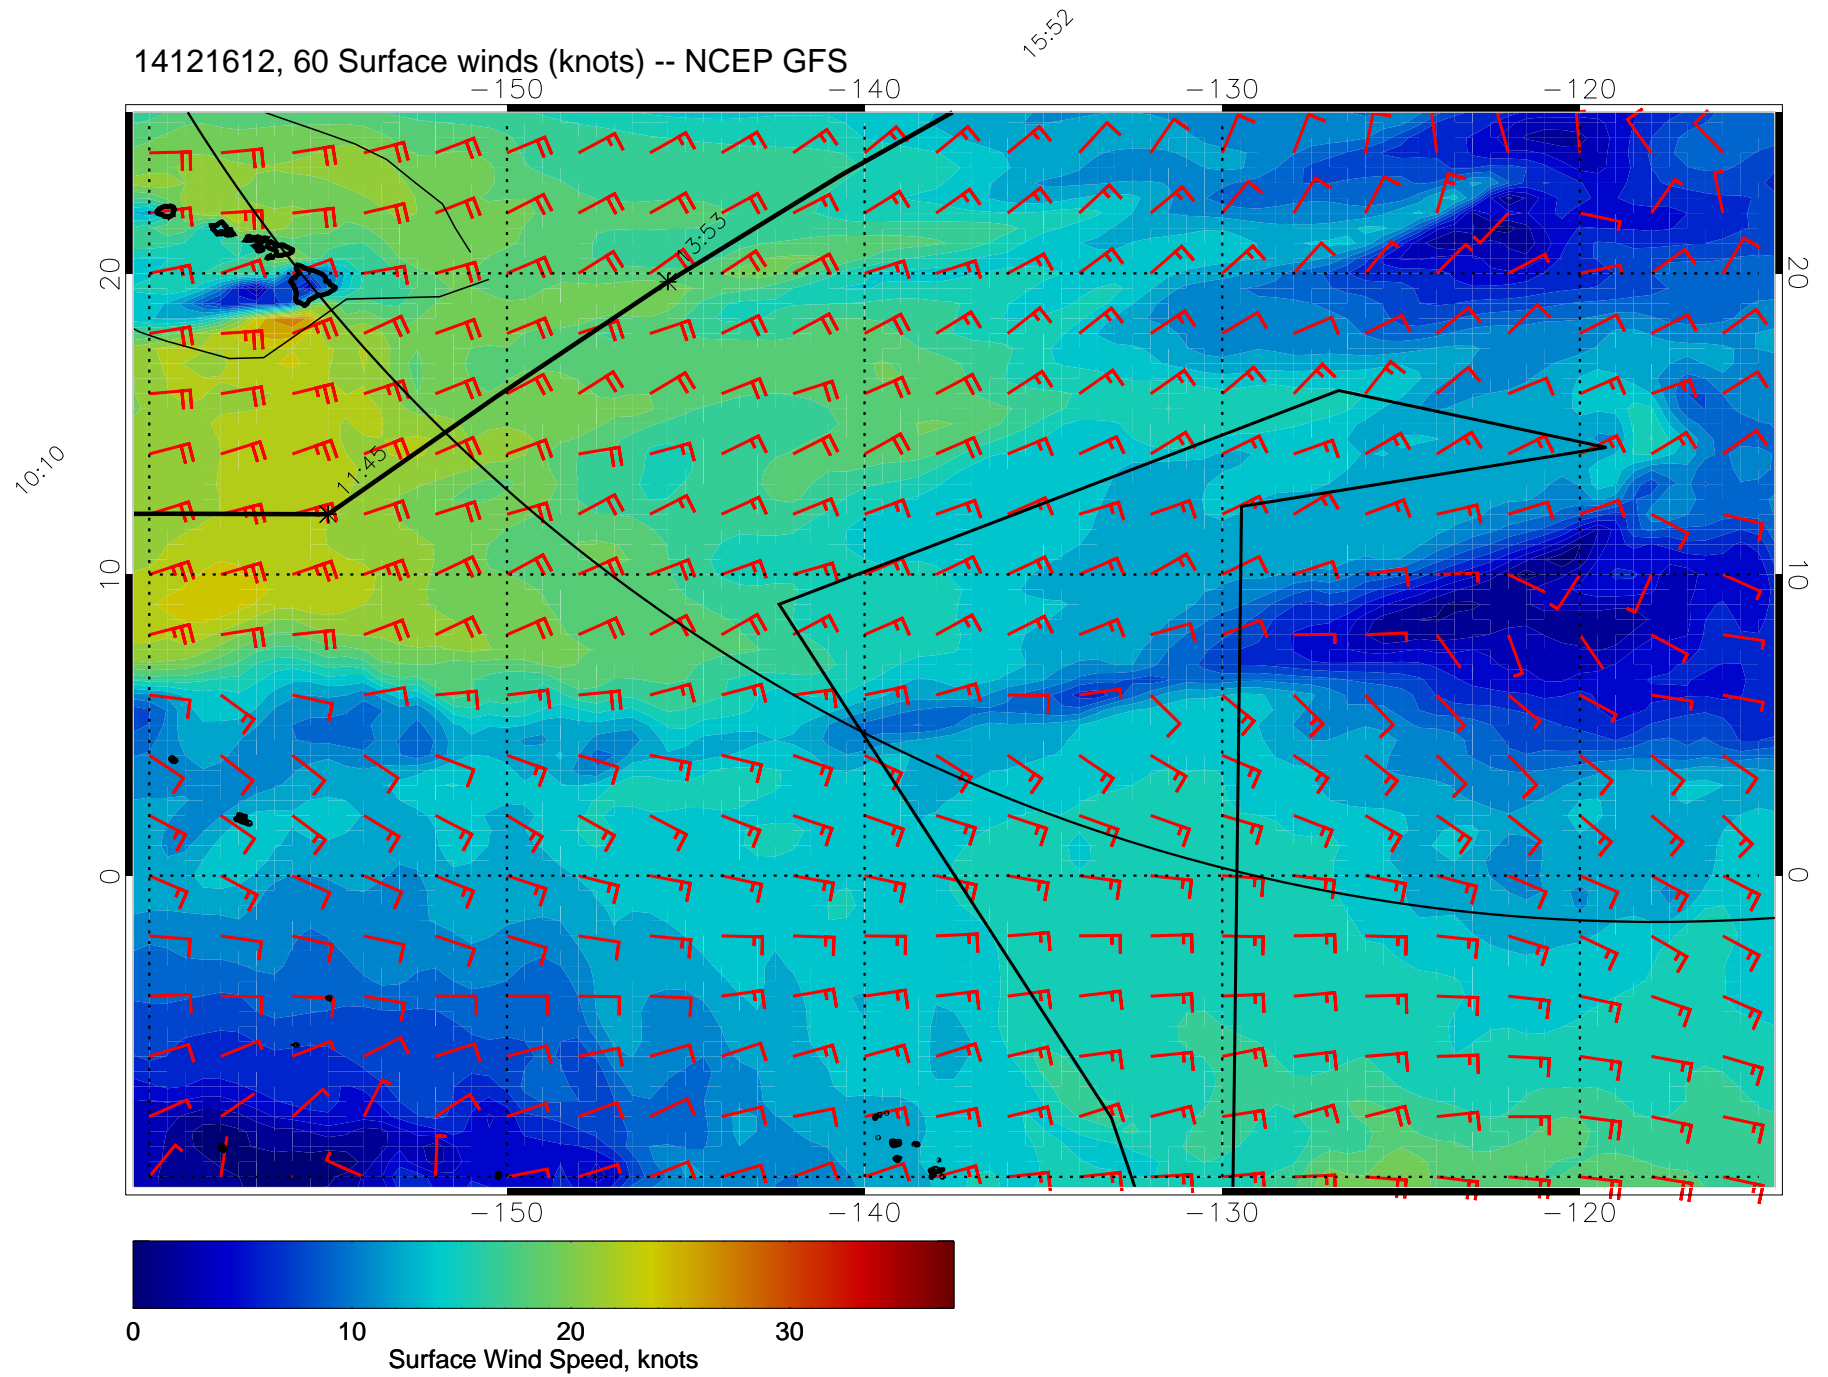 15:52
14121612, 60 Surface winds (knots) -- NCEP GFS
-150 -140 -130 -120
13:53
20 20
11:45
10:10
10 10
0 0
-150 -140 -130 -120
0 10 20 30
Surface Wind Speed, knots